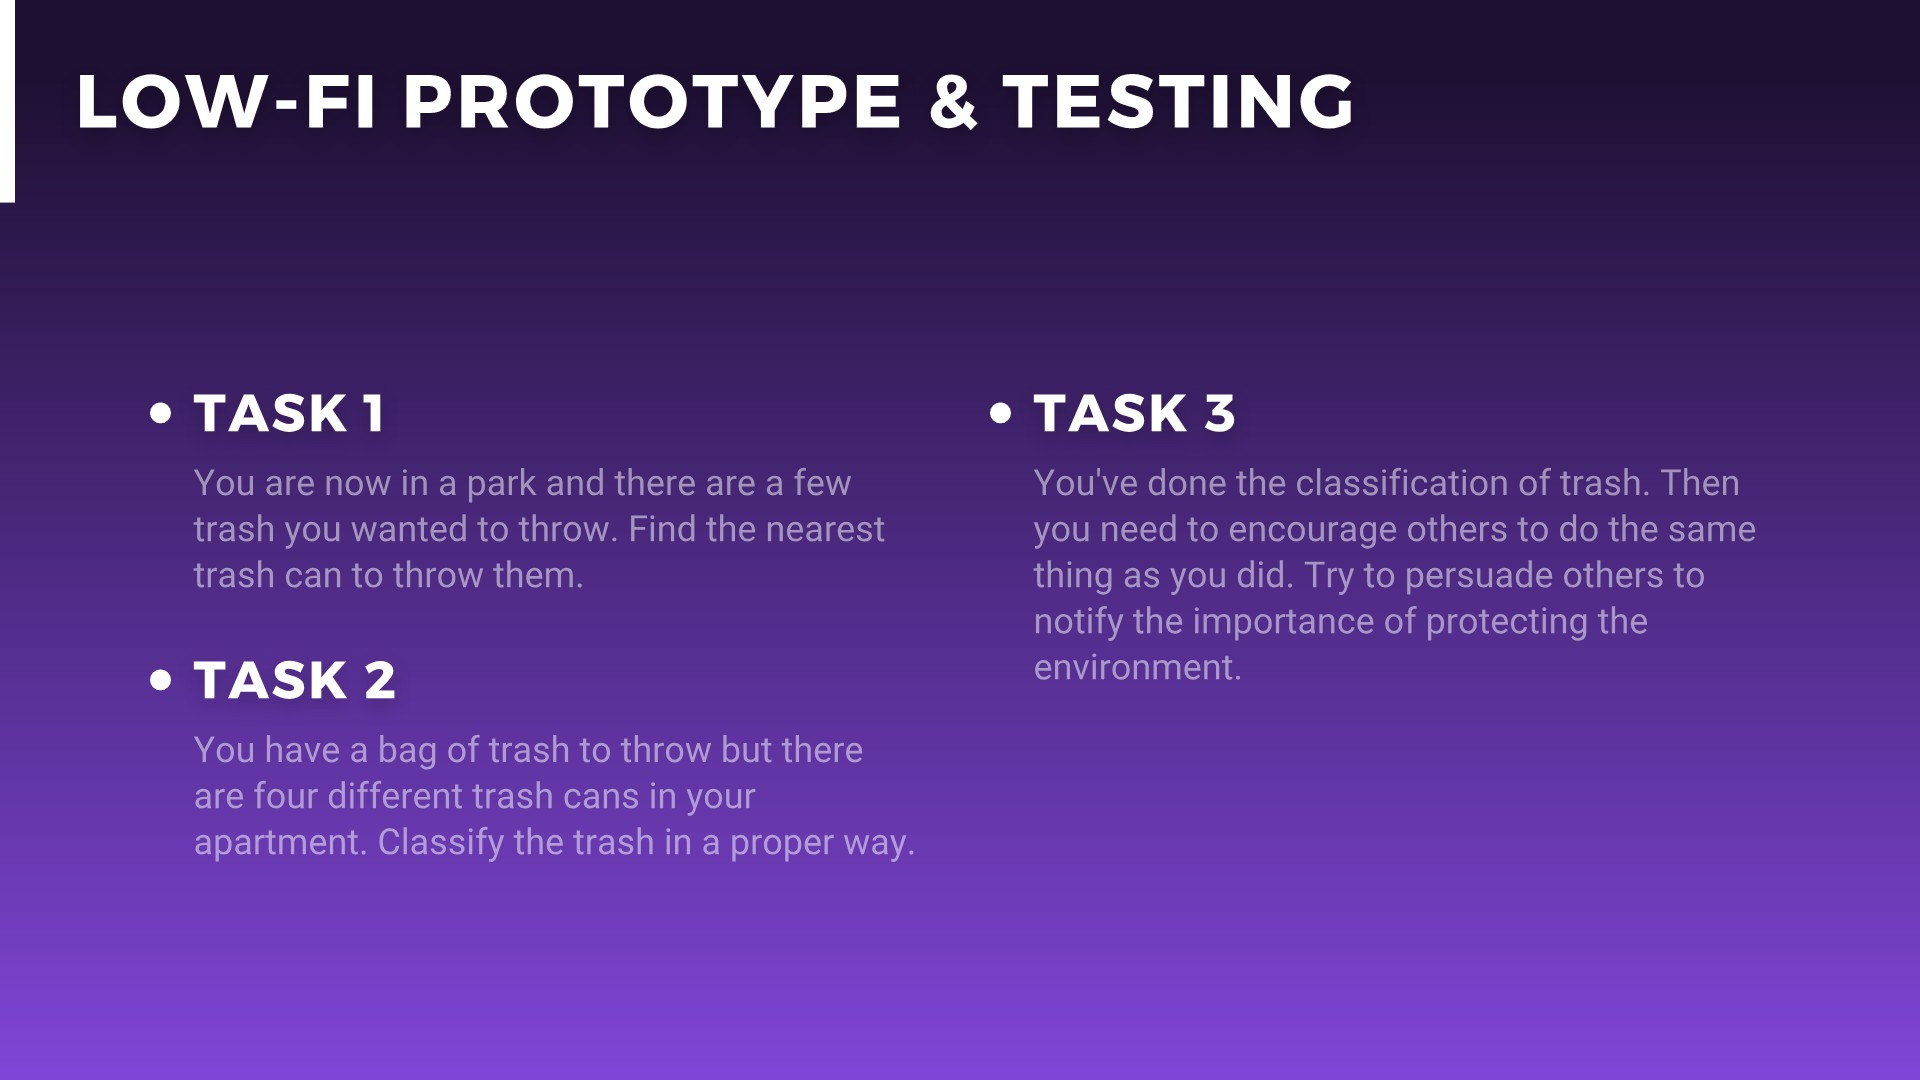 LOW-FI PROTOTYPE & TESTING
TASK 1
You are now in a park and there are a few
trash you wanted to throw. Find the nearest
trash can to throw them.
TASK 2
You have a bag of trash to throw but there
are four different trash cans in your
apartment. Classify the trash in a proper way.
TASK 3
You've done the classification of trash. Then
you need to encourage others to do the same
thing as you did. Try to persuade others to
notify the importance of protecting the
environment.